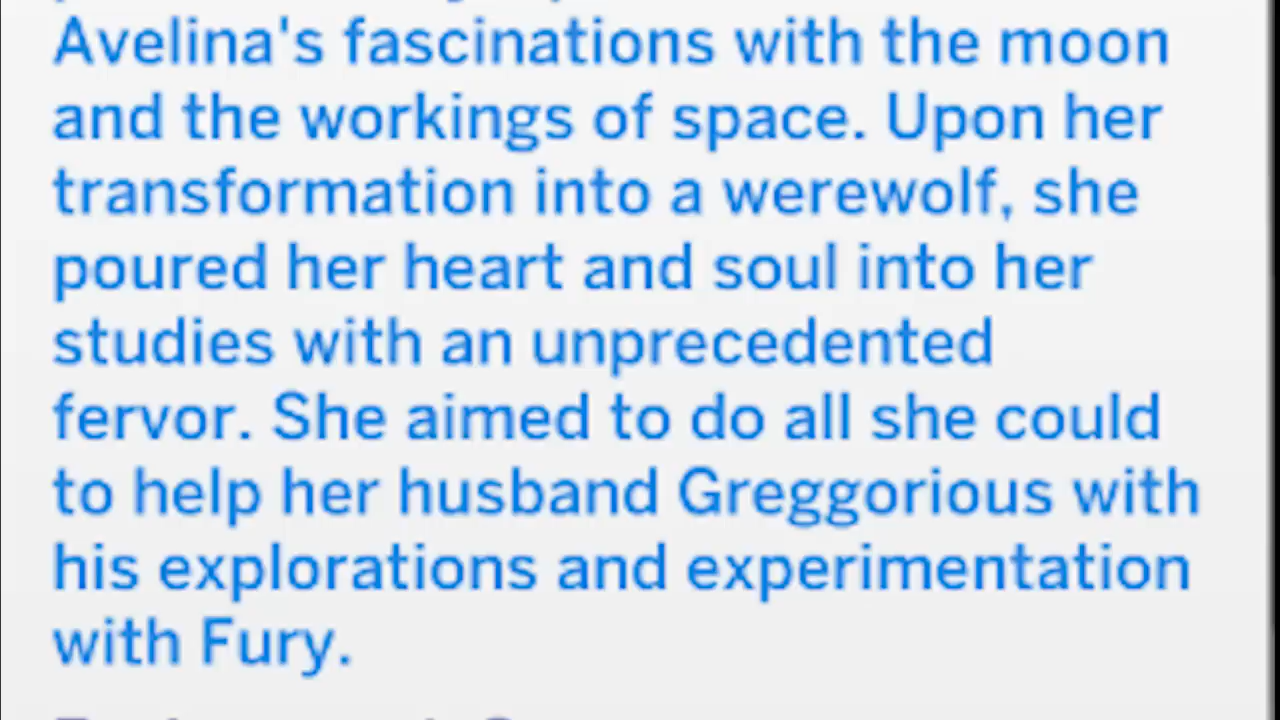 Avelina's fascinations with the moon
and the workings of space. Upon her
transformation into a werewolf, she
poured her heart and soul into her
studies with an unprecedented
fervor. She aimed to do all she could
to help her husband Greggorious with
his explorations and experimentation
with Fury.